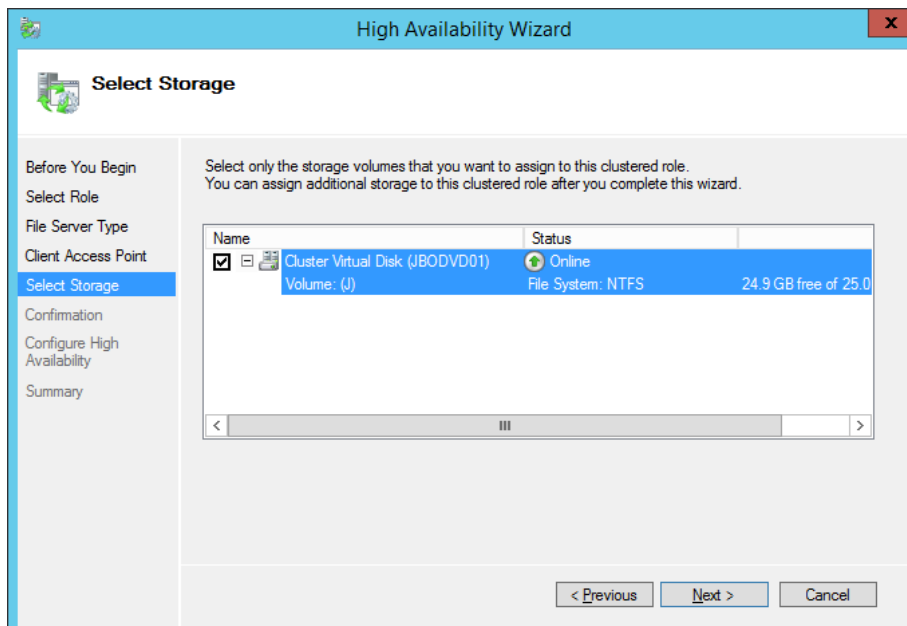 High Availability Wizard
x
Select Storage
Before You Begin
Select Role
File Server Type
Client Access Point
Select Storage
Confirmation
Configure High
Availability
Summary
Select only the storage volumes that you want to assign to this clustered role.
You can assign additional storage to this clustered role after you complete this wizard.
Name Status
Cluster Virtual Disk (JBODVD01) Online
Volume: (J) File System: NTFS 24.9 GB free of 25.0
< Previous Next > Cancel